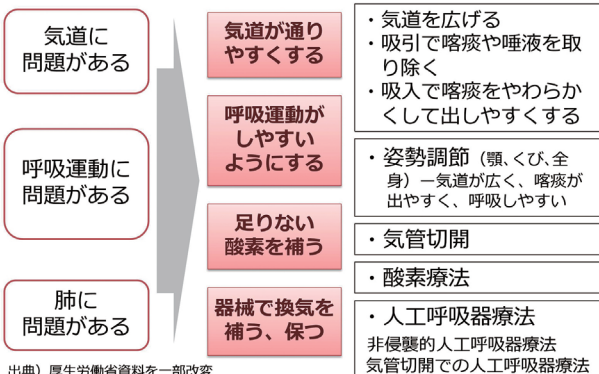 気道に
問題がある
呼吸運動に
問題がある
肺に
問題がある
気道が通り
やすくする
呼吸運動が
しやすい
ようにする
足りない
酸素を補う
器械で換気を
補う、保つ
・気道を広げる
・吸引で喀痰や唾液を取
り除く
・吸入で喀痰をやわらか
くして出しやすくする
・姿勢調節（顎、くび、全
身）ー気道が広く、喀痰が
出やすく、呼吸しやすい
・気管切開
・酸素療法
・人工呼吸器療法
非侵襲的人工呼吸器療法
気管切開での人工呼吸器療法
出典）厚生労働省資料を一部改変